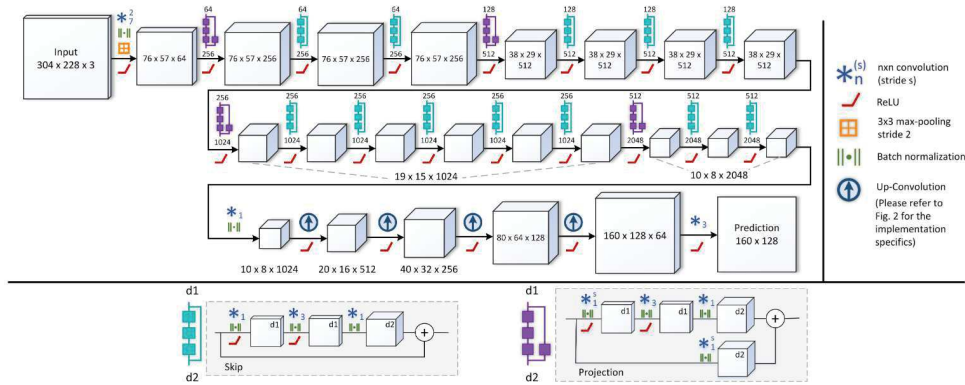 Input
304 x 228 x 3
2
7
76 x 57 x 64
64
256
76 x 57 x 256
64
256
76 x 57 x 256
64
256
76 x 57 x 256
128
512
38 x 29 x
512
128
512
38 x 29 x
512
128
512
38 x 29 x
512
128
512
38 x 29 x
512
256
1024
256
1024
256
1024
256
1024
256
1024
256
1024
512
2048
512
2048
512
2048
19 x 15 x 1024
10 x 8 x 2048
1
10 x 8 x 1024
20 x 16 x 512
40 x 32 x 256
80 x 64 x 128
160 x 128 x 64
3
Prediction
160 x 128
(s)
n
nxn convolution
(stride s)
ReLU
3x3 max-pooling
stride 2
Batch normalization
Up-Convolution
(Please refer to
Fig. 2 for the
implementation
specifics)
d1
d2
1
d1
3
d1
1
d2
+
Skip
d1
d2
s
1
d1
3
d1
1
d2
+
s
1
d2
Projection